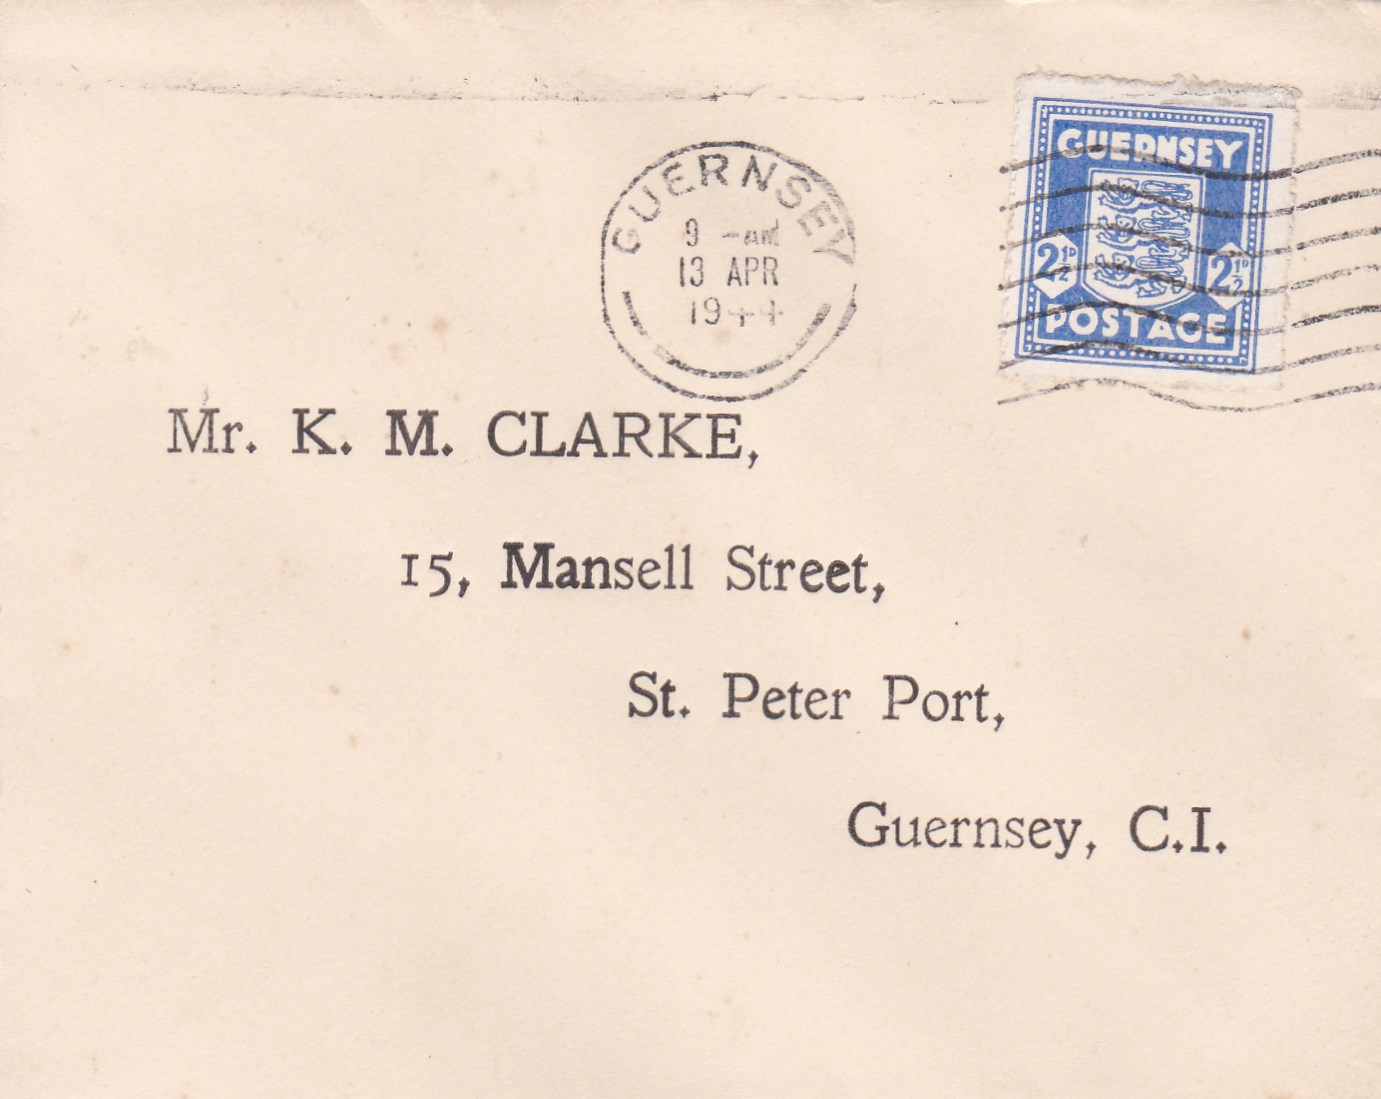 GUERNSEY
9 - AM
13 APR
1944
GUERNSEY
2½ᴰ 2½ᴰ
POSTAGE
Mr. K. M. CLARKE,
15, Mansell Street,
St. Peter Port,
Guernsey, C.I.